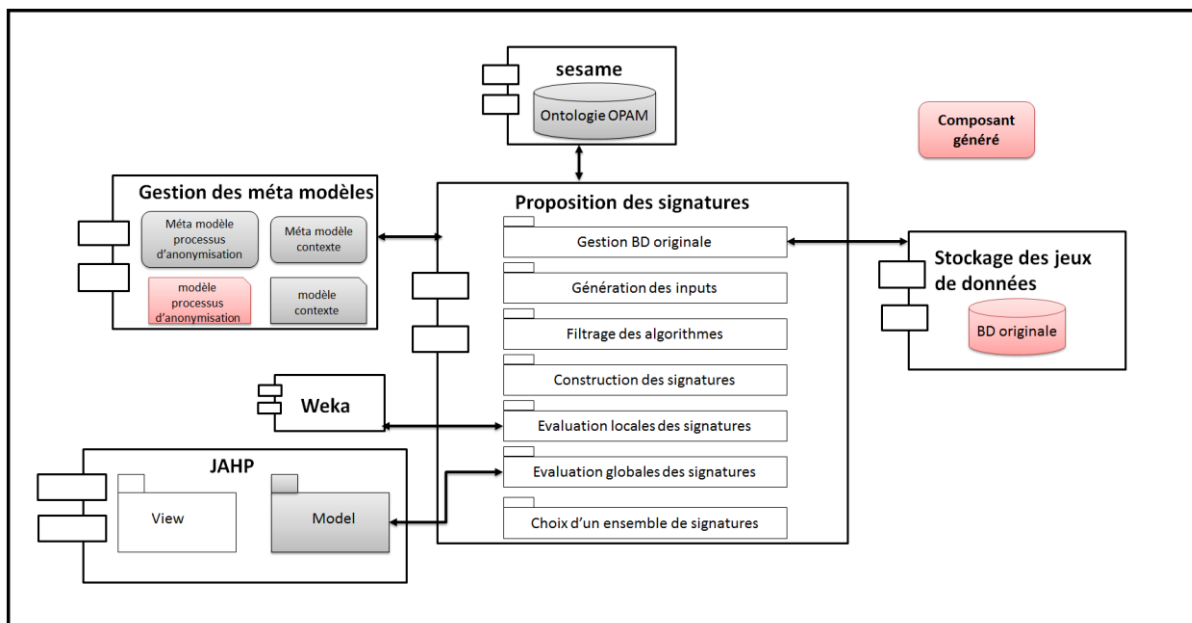 sesame
Ontologie OPAM
Composant
généré
Gestion des méta modèles
Méta modèle
processus
d'anonymisation
Méta modèle
contexte
modèle
processus
d'anonymisation
modèle
contexte
Proposition des signatures
Gestion BD originale
Génération des inputs
Filtrage des algorithmes
Construction des signatures
Evaluation locales des signatures
Evaluation globales des signatures
Choix d'un ensemble de signatures
Stockage des jeux
de données
BD originale
Weka
JAHP
View
Model